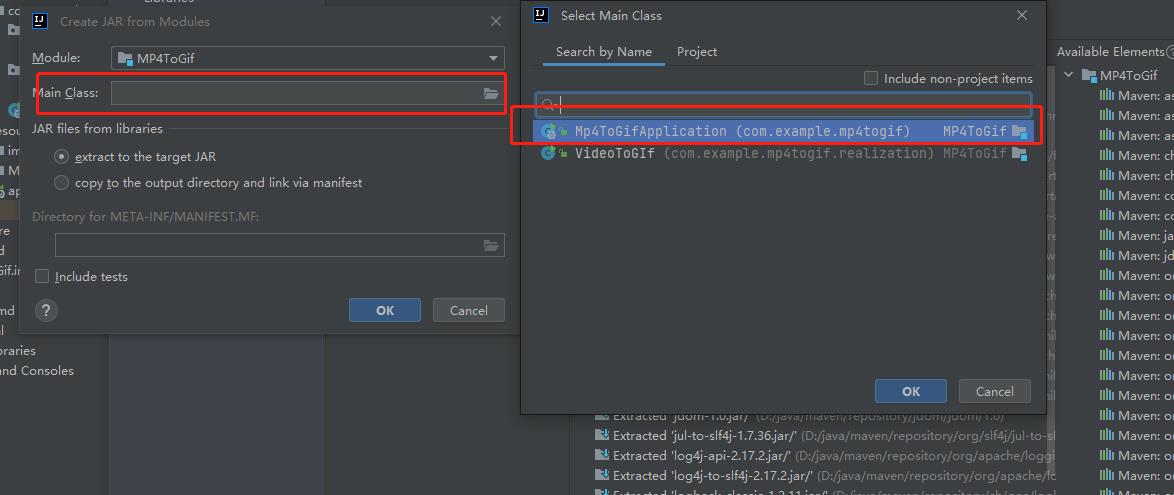 Create JAR from Modules
Module:
MP4ToGif
Main Class:
JAR files from libraries
extract to the target JAR
copy to the output directory and link via manifest
Directory for META-INF/MANIFEST.MF:
Include tests
?
OK
Cancel
Select Main Class
Search by Name
Project
Include non-project items
Mp4ToGifApplication (com.example.mp4togif) MP4ToGif
VideoToGIf (com.example.mp4togif.realization) MP4ToGif
OK
Cancel
Extracted 'jdom-1.0.jar/' (D:/java/maven/repository/jdom/jdom/1.0)
Extracted 'jul-to-slf4j-1.7.36.jar/' (D:/java/maven/repository/org/slf4j/jul-to-sl
Extracted 'log4j-api-2.17.2.jar/' (D:/java/maven/repository/org/apache/loggi
Extracted 'log4j-to-slf4j-2.17.2.jar/' (D:/java/maven/repository/org/apache/lo
Available Elements
MP4ToGif
Maven: as
Maven: as
Maven: ch
Maven: ch
Maven: ch
Maven: co
Maven: co
Maven: ja
Maven: jd
Maven: or
Maven: or
Maven: or
Maven: or
Maven: or
Maven: or
Maven: or
Maven: or
Maven: or
Maven: or
Maven: or
and Consoles